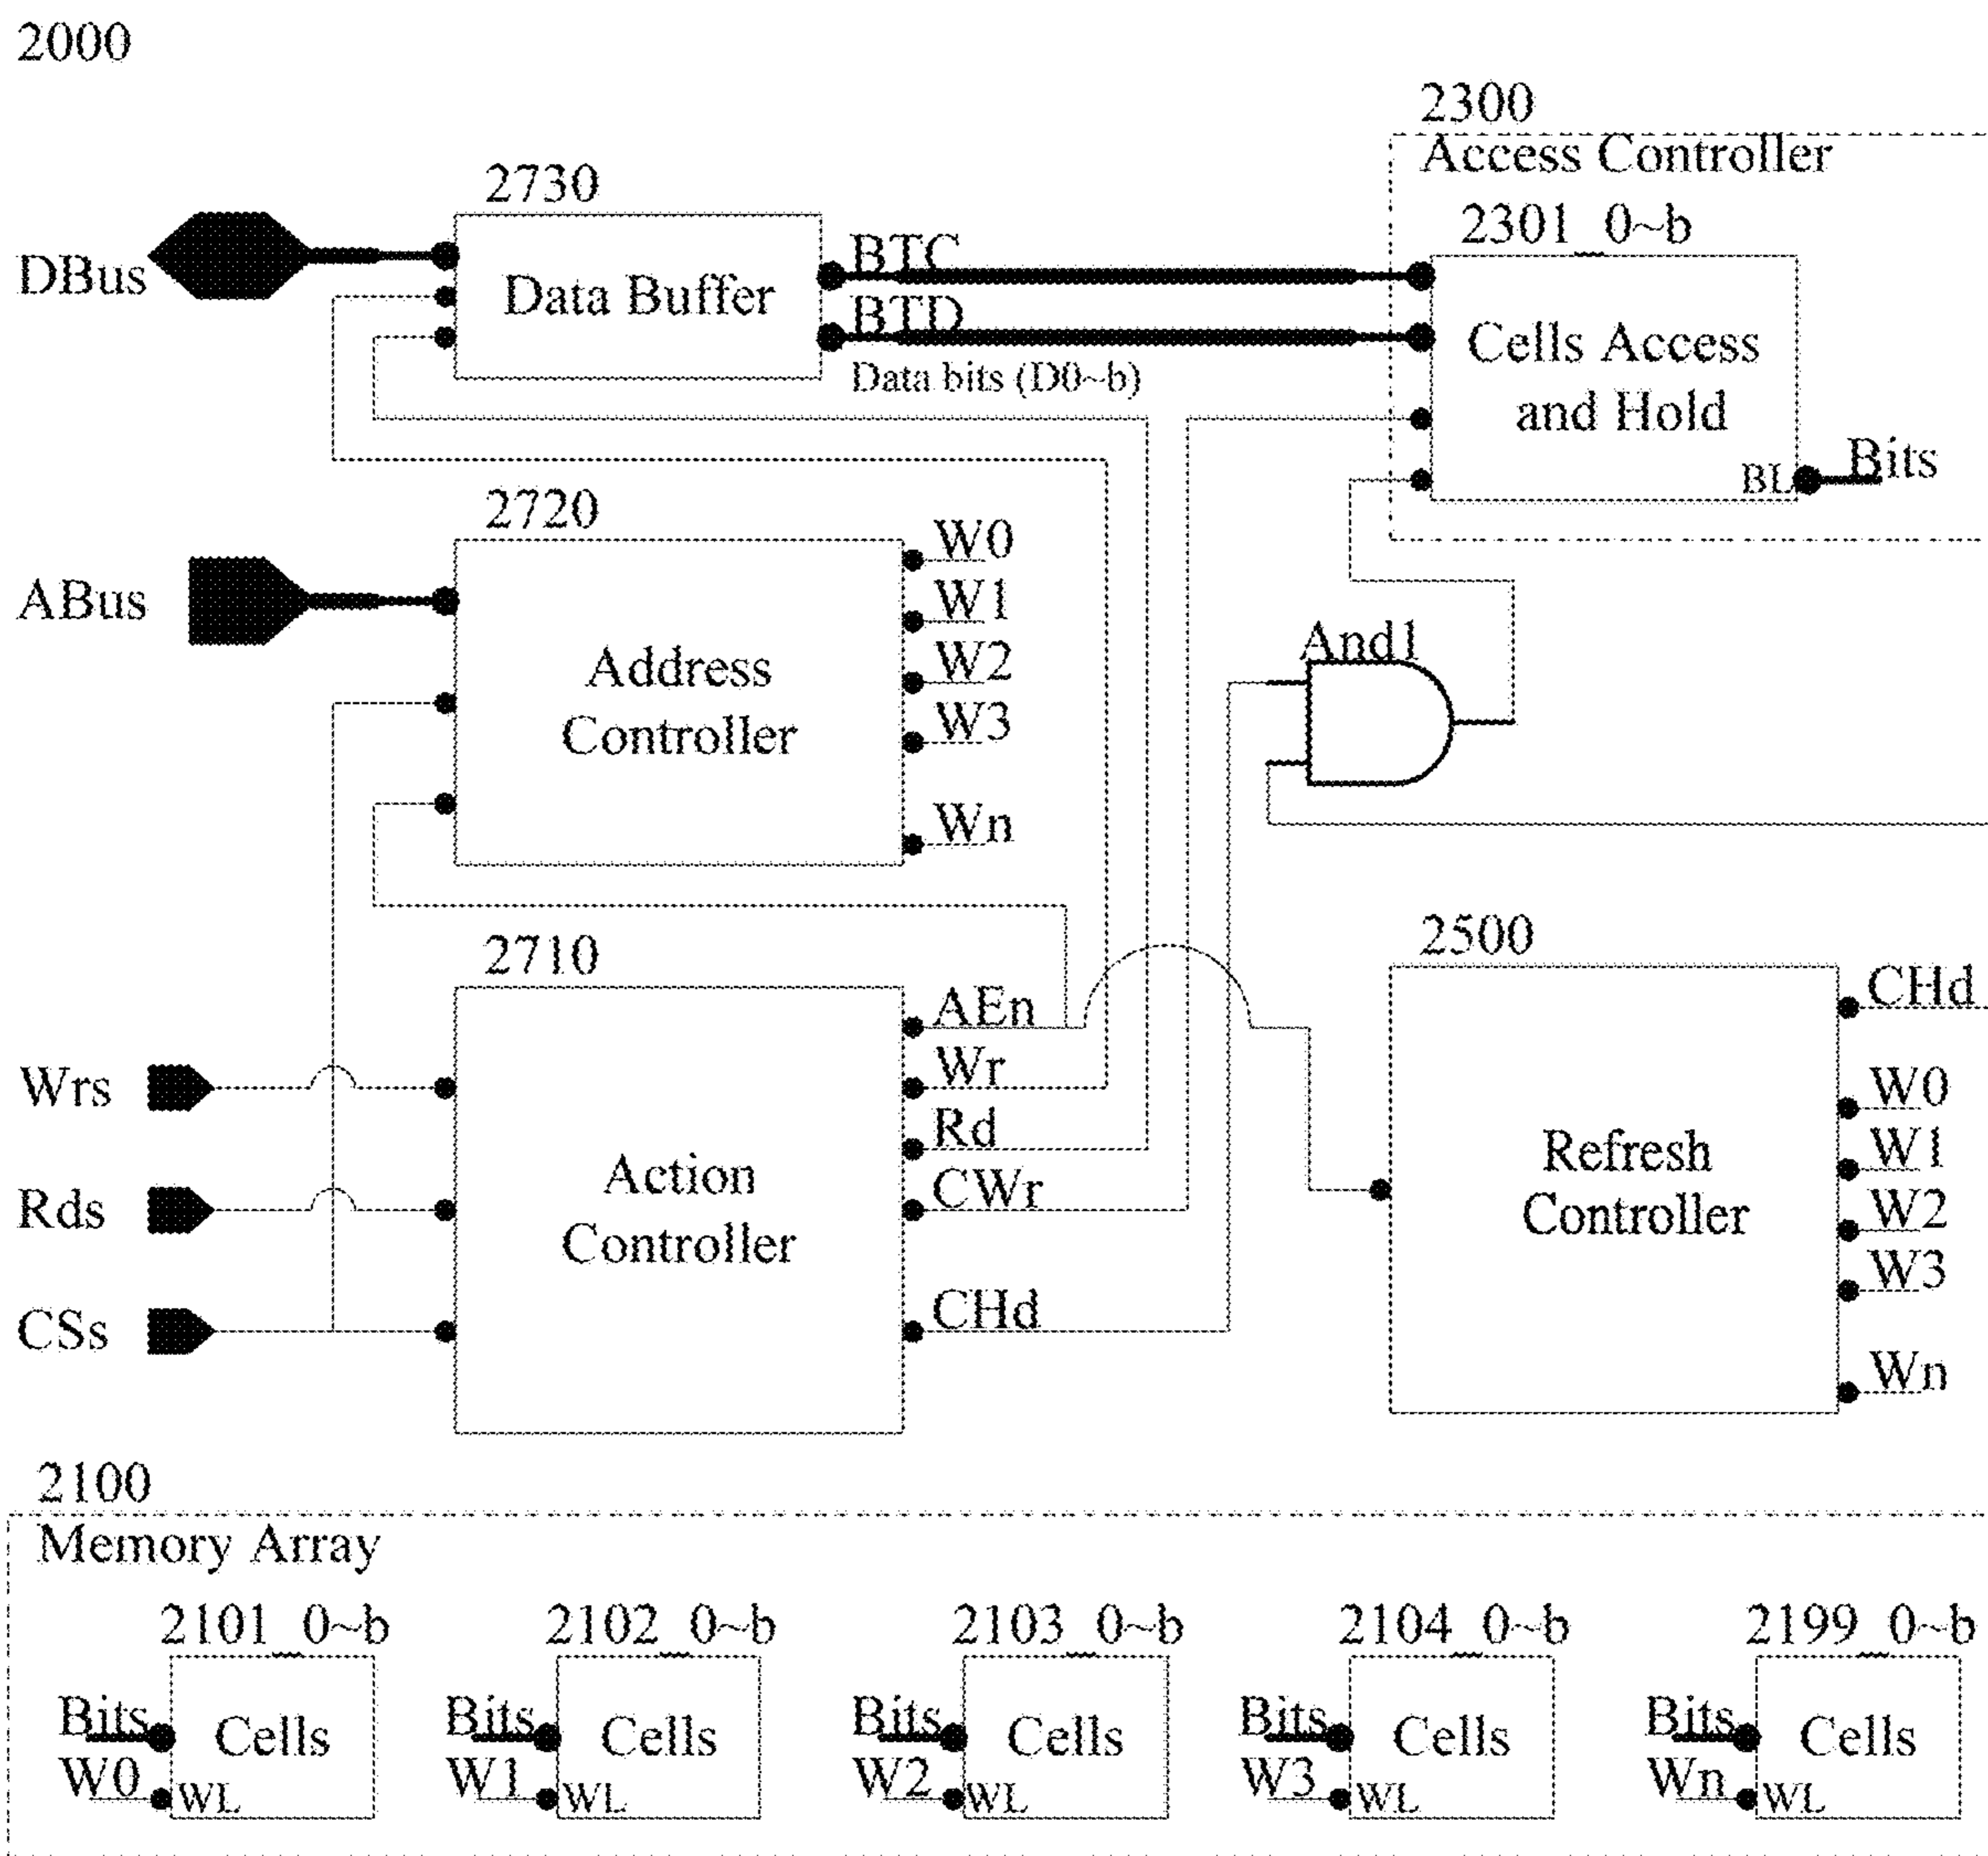 2000
2300
Access Controller
2730
2301_0~b
DBus
Data Buffer
BTC
BTD
Data bits (D0~b)
Cells Access
and Hold
BL
Bits
2720
ABus
Address
Controller
W0
W1
W2
W3
Wn
And1
2710
2500
Wrs
Rds
CSs
Action
Controller
AEn
Wr
Rd
CWr
CHd
Refresh
Controller
CHd
W0
W1
W2
W3
Wn
2100
Memory Array
2101_0~b
2102_0~b
2103_0~b
2104_0~b
2199_0~b
Bits
Cells
W0
WL
Bits
Cells
W1
WL
Bits
Cells
W2
WL
Bits
Cells
W3
WL
Bits
Cells
Wn
WL